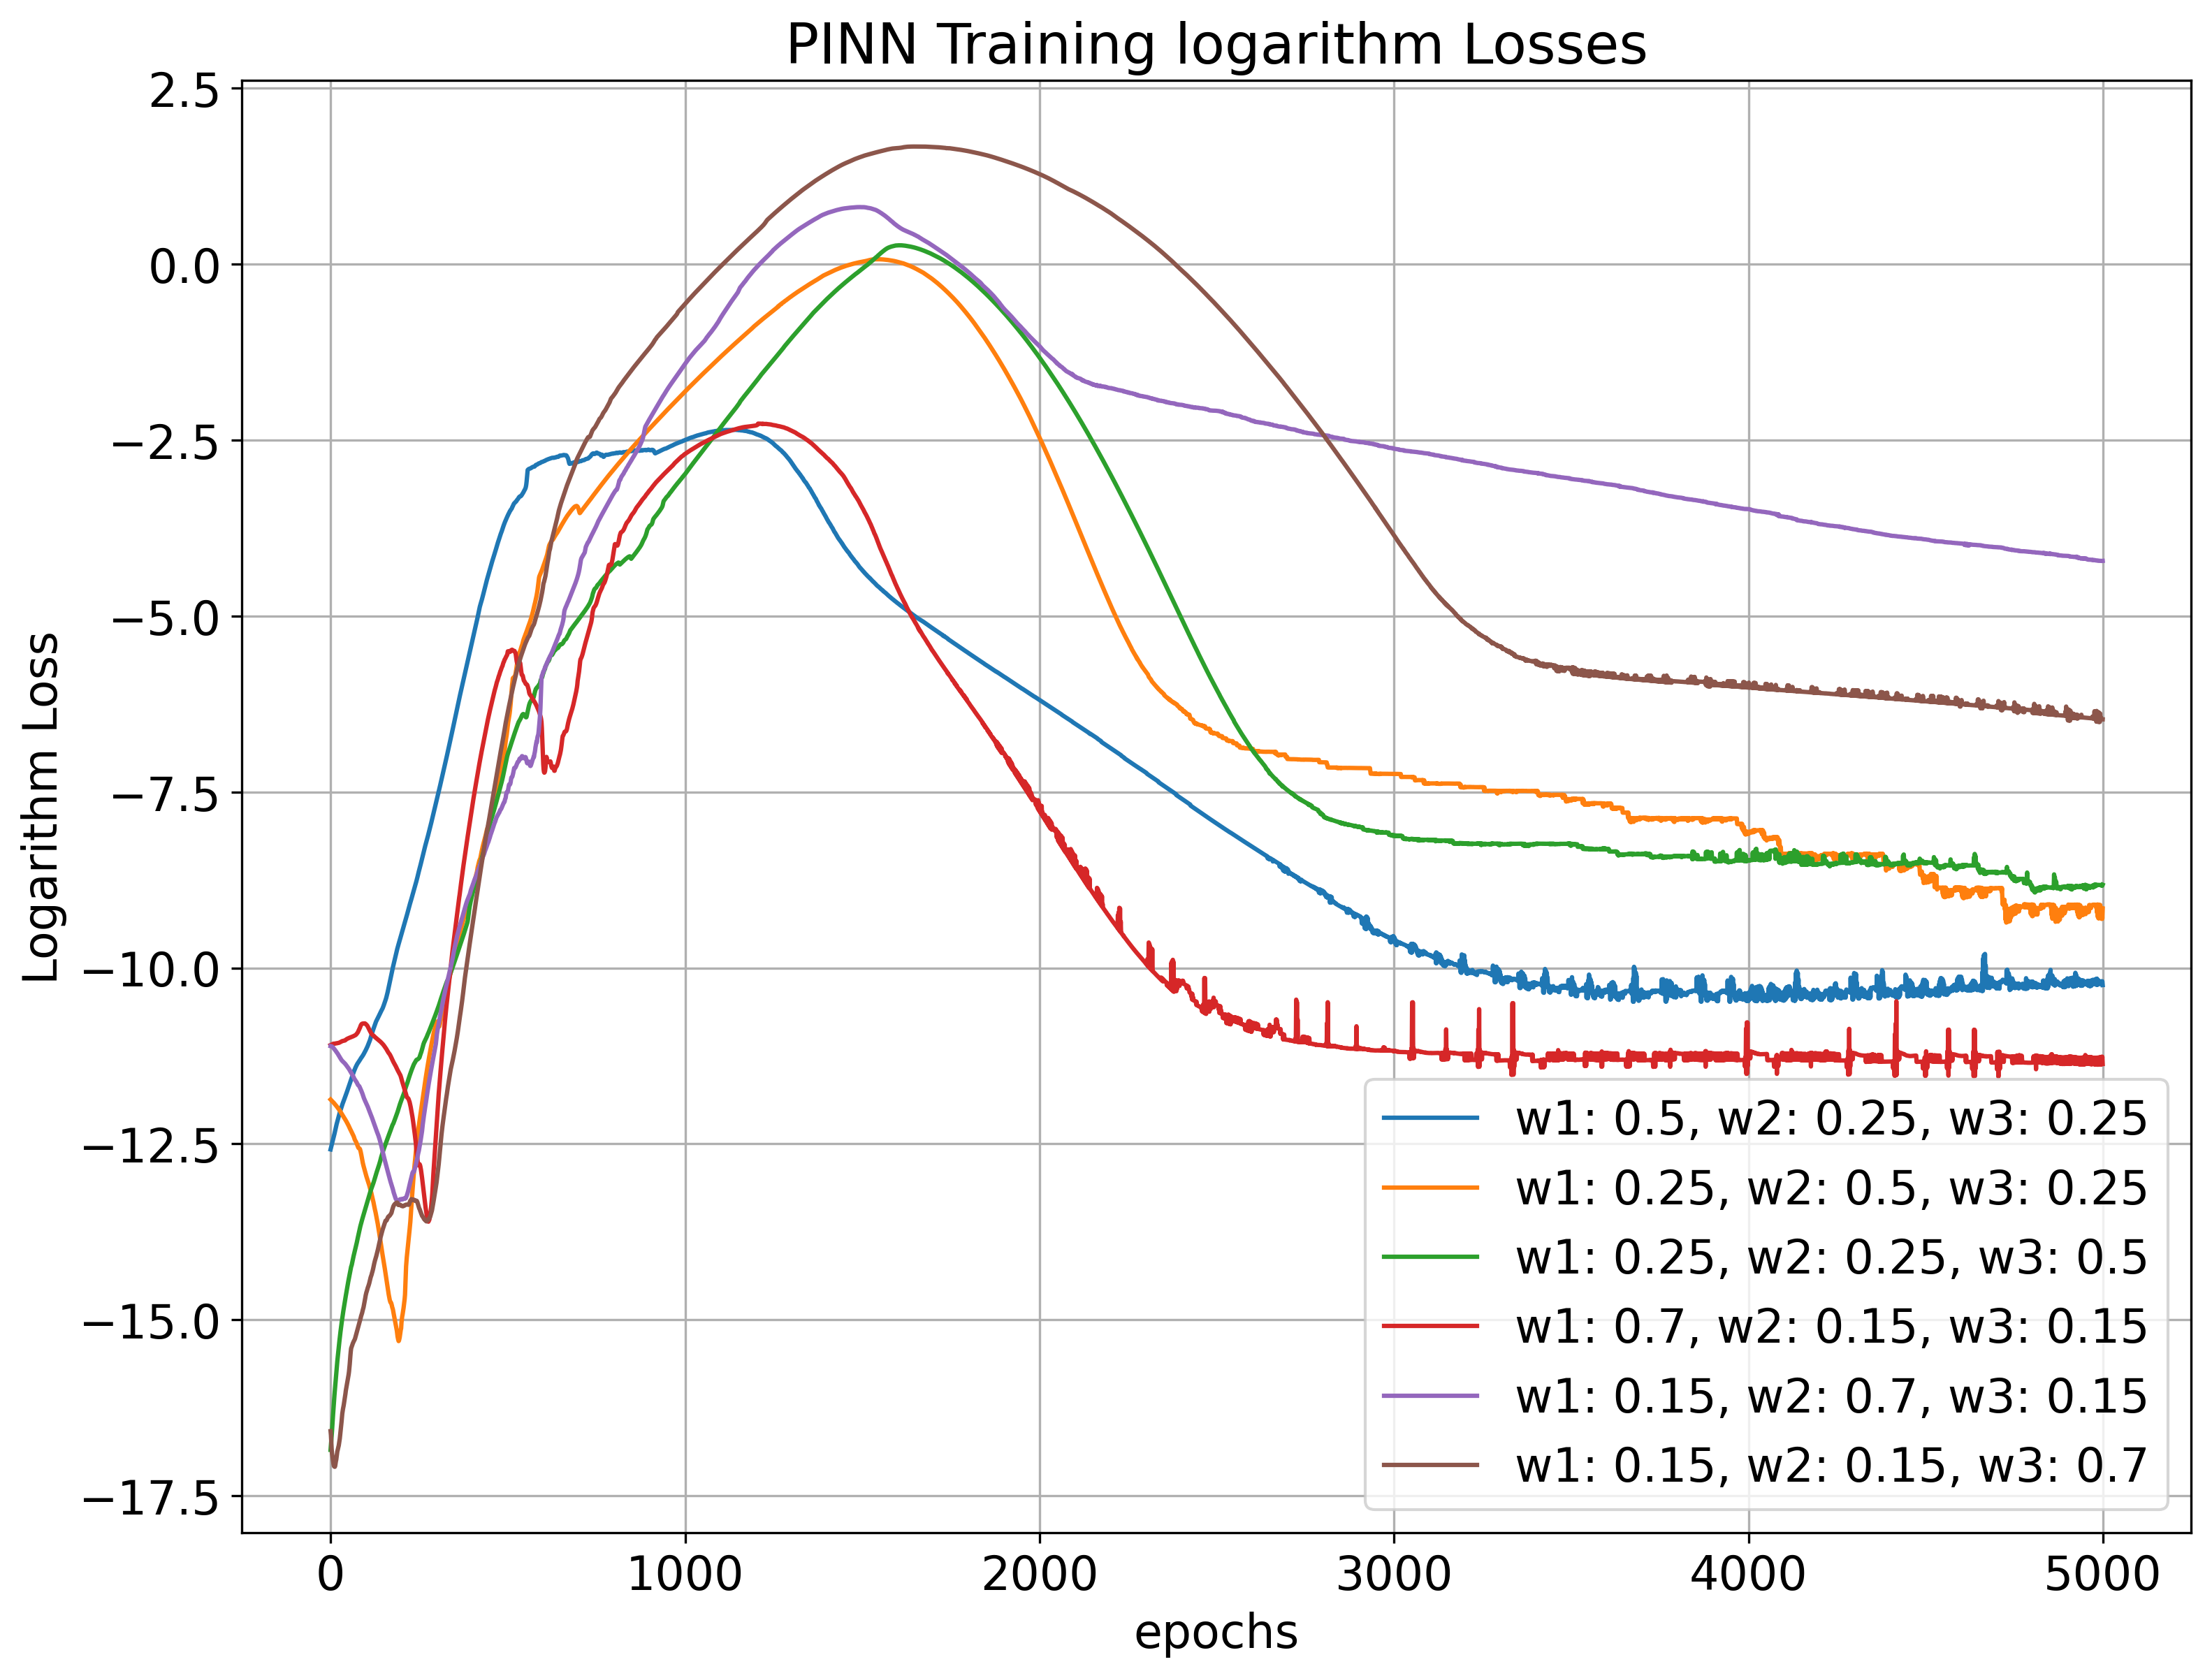 PINN Training logarithm Losses
Logarithm Loss
2.5
0.0
−2.5
−5.0
−7.5
−10.0
−12.5
−15.0
−17.5
w1: 0.5, w2: 0.25, w3: 0.25
w1: 0.25, w2: 0.5, w3: 0.25
w1: 0.25, w2: 0.25, w3: 0.5
w1: 0.7, w2: 0.15, w3: 0.15
w1: 0.15, w2: 0.7, w3: 0.15
w1: 0.15, w2: 0.15, w3: 0.7
0 1000 2000 3000 4000 5000
epochs